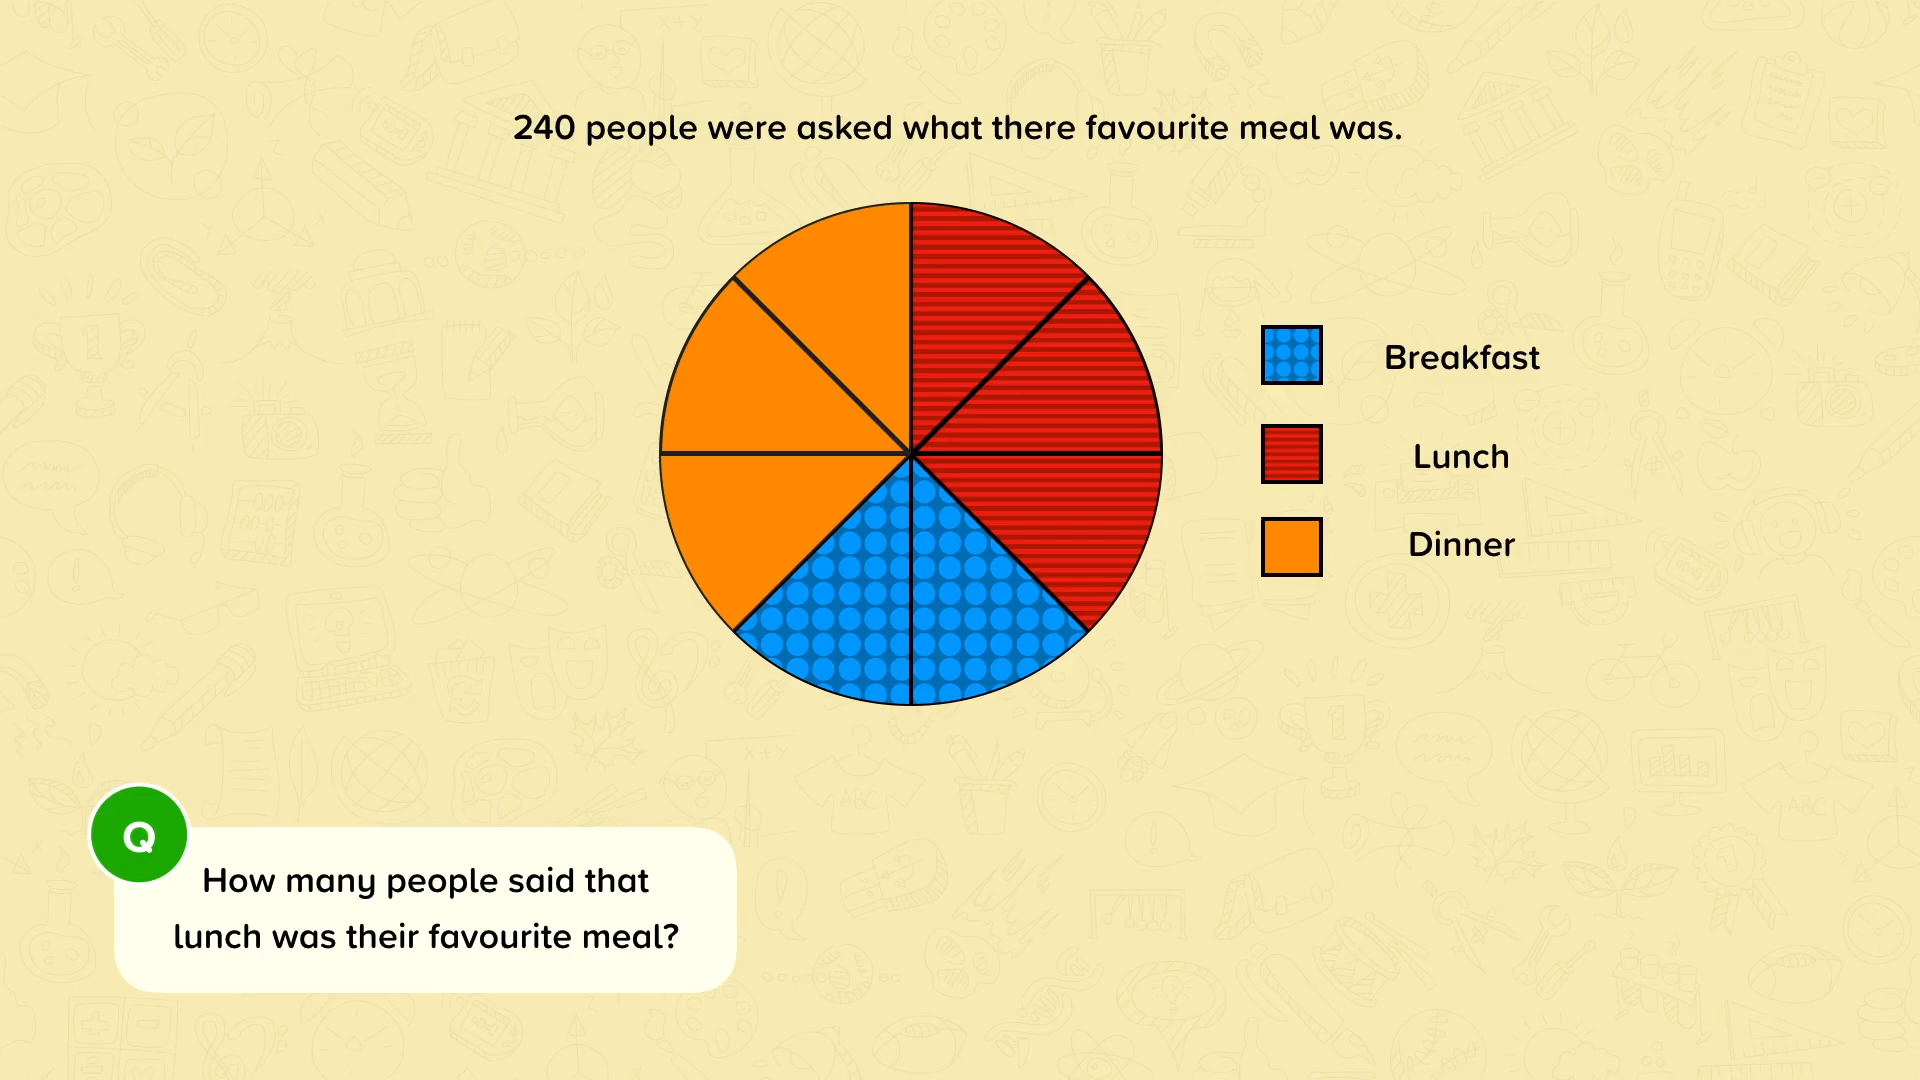 240 people were asked what there favourite meal was.
Breakfast
Lunch
Dinner
Q
How many people said that
lunch was their favourite meal?